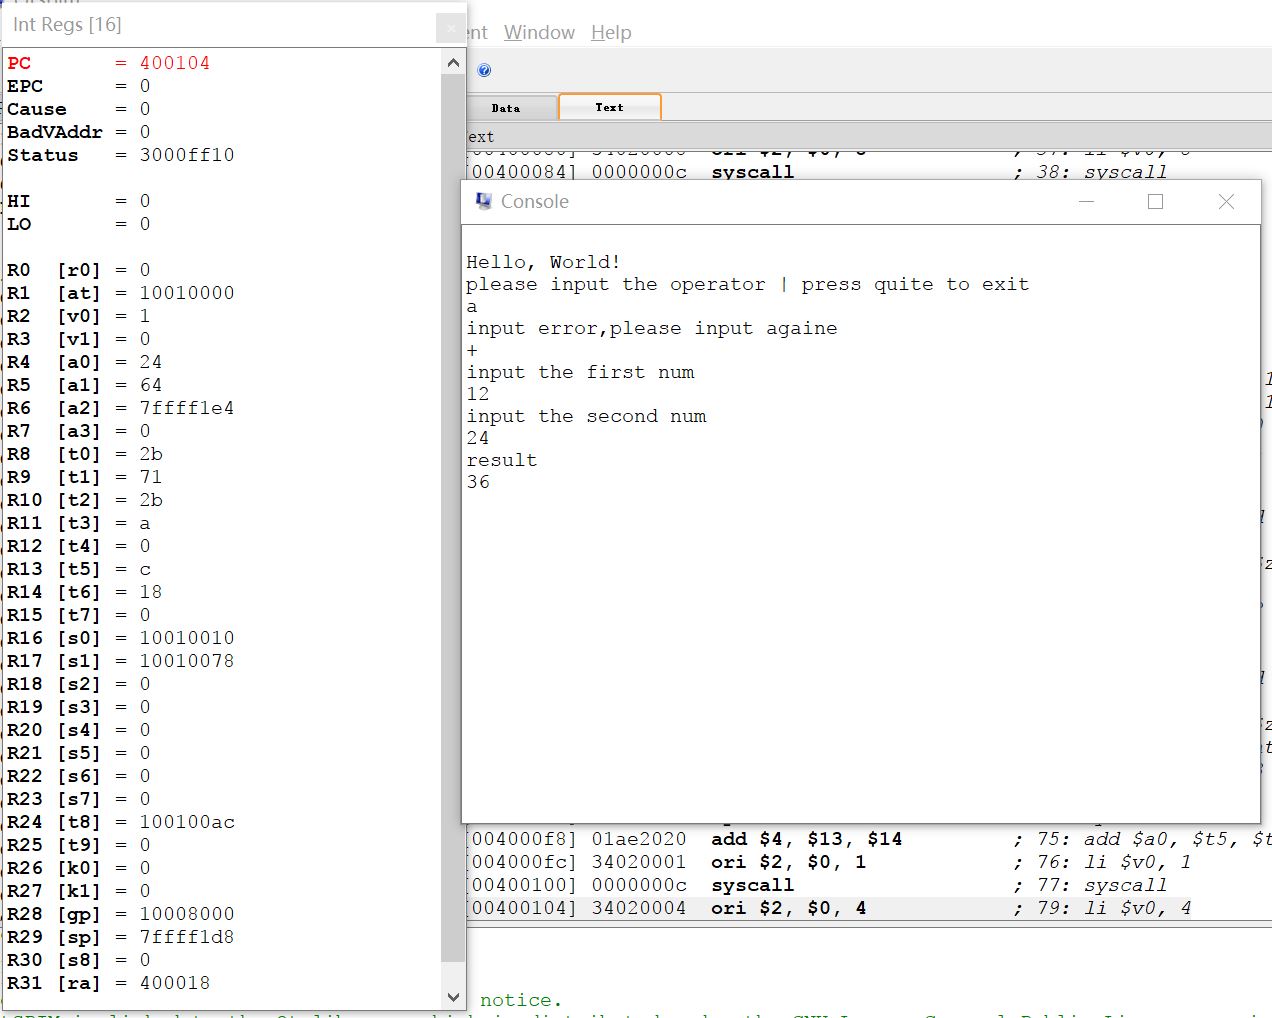 Int Regs [16]
PC = 400104
EPC = 0
Cause = 0
BadVAddr = 0
Status = 3000ff10
HI = 0
LO = 0
R0 [r0] = 0
R1 [at] = 10010000
R2 [v0] = 1
R3 [v1] = 0
R4 [a0] = 24
R5 [a1] = 64
R6 [a2] = 7ffff1e4
R7 [a3] = 0
R8 [t0] = 2b
R9 [t1] = 71
R10 [t2] = 2b
R11 [t3] = a
R12 [t4] = 0
R13 [t5] = c
R14 [t6] = 18
R15 [t7] = 0
R16 [s0] = 10010010
R17 [s1] = 10010078
R18 [s2] = 0
R19 [s3] = 0
R20 [s4] = 0
R21 [s5] = 0
R22 [s6] = 0
R23 [s7] = 0
R24 [t8] = 100100ac
R25 [t9] = 0
R26 [k0] = 0
R27 [k1] = 0
R28 [gp] = 10008000
R29 [sp] = 7ffff1d8
R30 [s8] = 0
R31 [ra] = 400018
Window Help
Data Text
ext
[00400084] 0000000c syscall ; 38: syscall
Console
Hello, World!
please input the operator | press quite to exit
a
input error,please input againe
+
input the first num
12
input the second num
24
result
36
[004000f8] 01ae2020 add $4, $13, $14 ; 75: add $a0, $t5, $t
[004000fc] 34020001 ori $2, $0, 1 ; 76: li $v0, 1
[00400100] 0000000c syscall ; 77: syscall
[00400104] 34020004 ori $2, $0, 4 ; 79: li $v0, 4
notice.